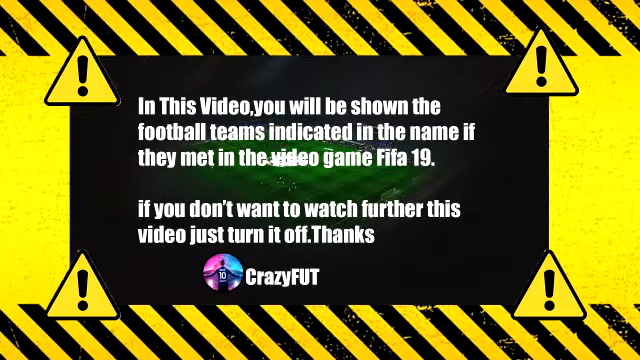 In This Video,you will be shown the
football teams indicated in the name if
they met in the video game Fifa 19.
if you don't want to watch further this
video just turn it off.Thanks
10
CrazyFUT